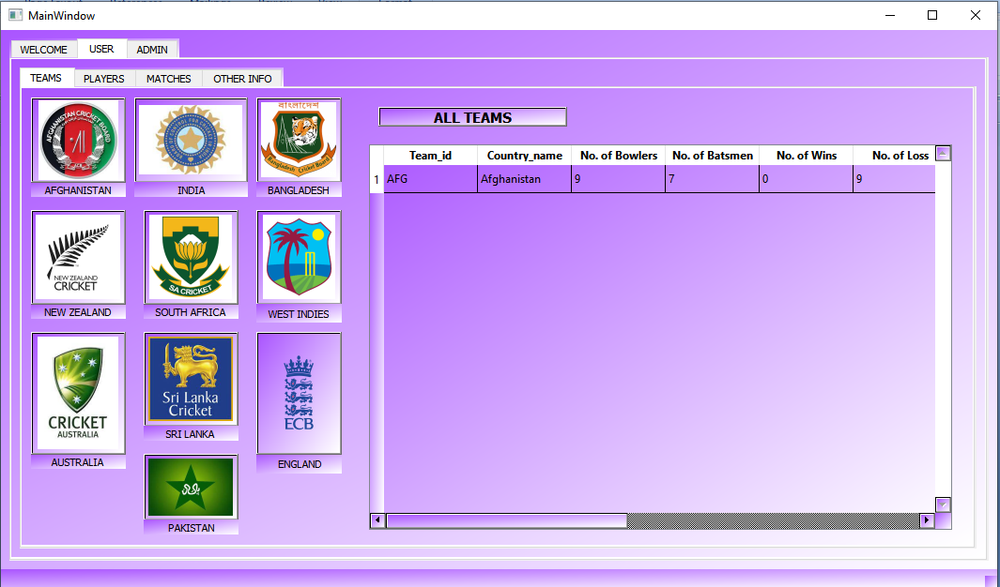 MainWindow
WELCOME USER ADMIN
TEAMS PLAYERS MATCHES OTHER INFO
AFGHANISTAN CRICKET BOARD
AFGHANISTAN
INDIA
বাংলাদেশ
Bangladesh Cricket Board
BANGLADESH
NEW ZEALAND
CRICKET
NEW ZEALAND
SA CRICKET
SOUTH AFRICA
WEST INDIES
CRICKET
AUSTRALIA
AUSTRALIA
Sri Lanka
Cricket
SRI LANKA
ECB
ENGLAND
PAKISTAN
ALL TEAMS
Team_id Country_name No. of Bowlers No. of Batsmen No. of Wins No. of Loss
1 AFG Afghanistan 9 7 0 9